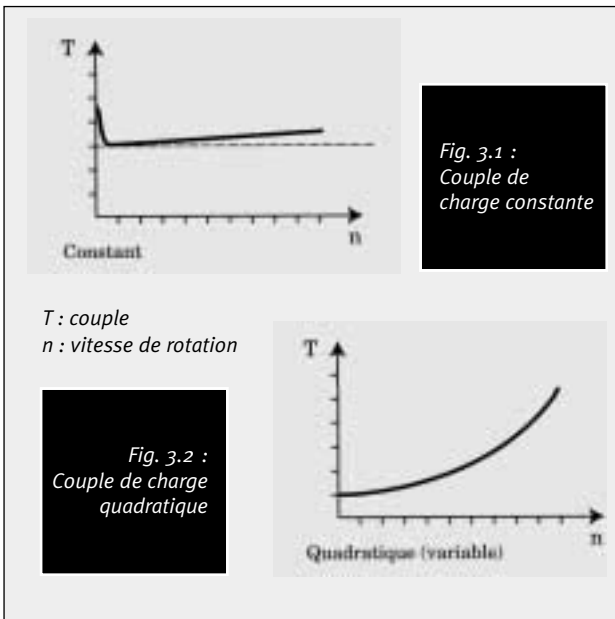 T
Fig. 3.1 :
Couple de
charge constante
n
Constant
T : couple
n : vitesse de rotation
T
Fig. 3.2 :
Couple de charge
quadratique
n
Quadratique (variable)